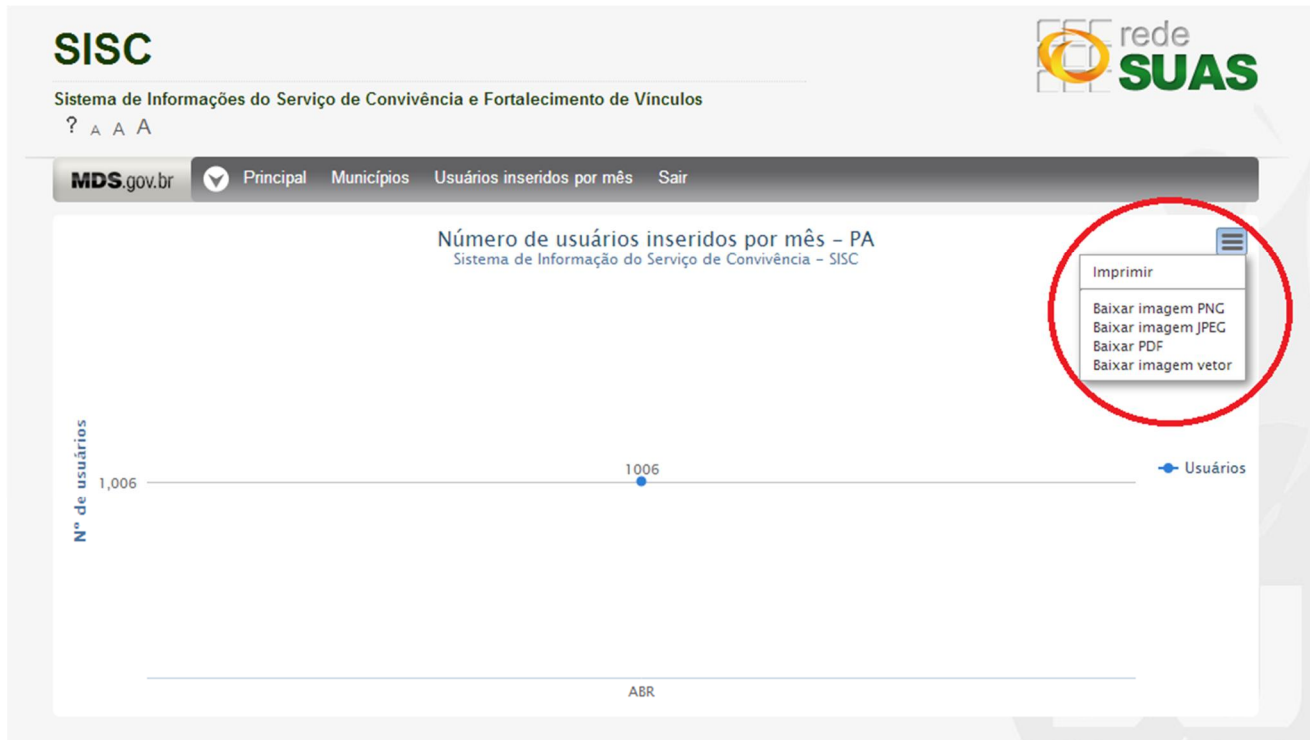 SISC
rede
SUAS
Sistema de Informações do Serviço de Convivência e Fortalecimento de Vínculos
? A A A
MDS.gov.br Principal Municípios Usuários inseridos por mês Sair
Número de usuários inseridos por mês – PA
Sistema de Informação do Serviço de Convivência – SISC
Imprimir
Baixar imagem PNG
Baixar imagem JPEG
Baixar PDF
Baixar imagem vetor
Nº de usuários
1,006
1006
Usuários
ABR